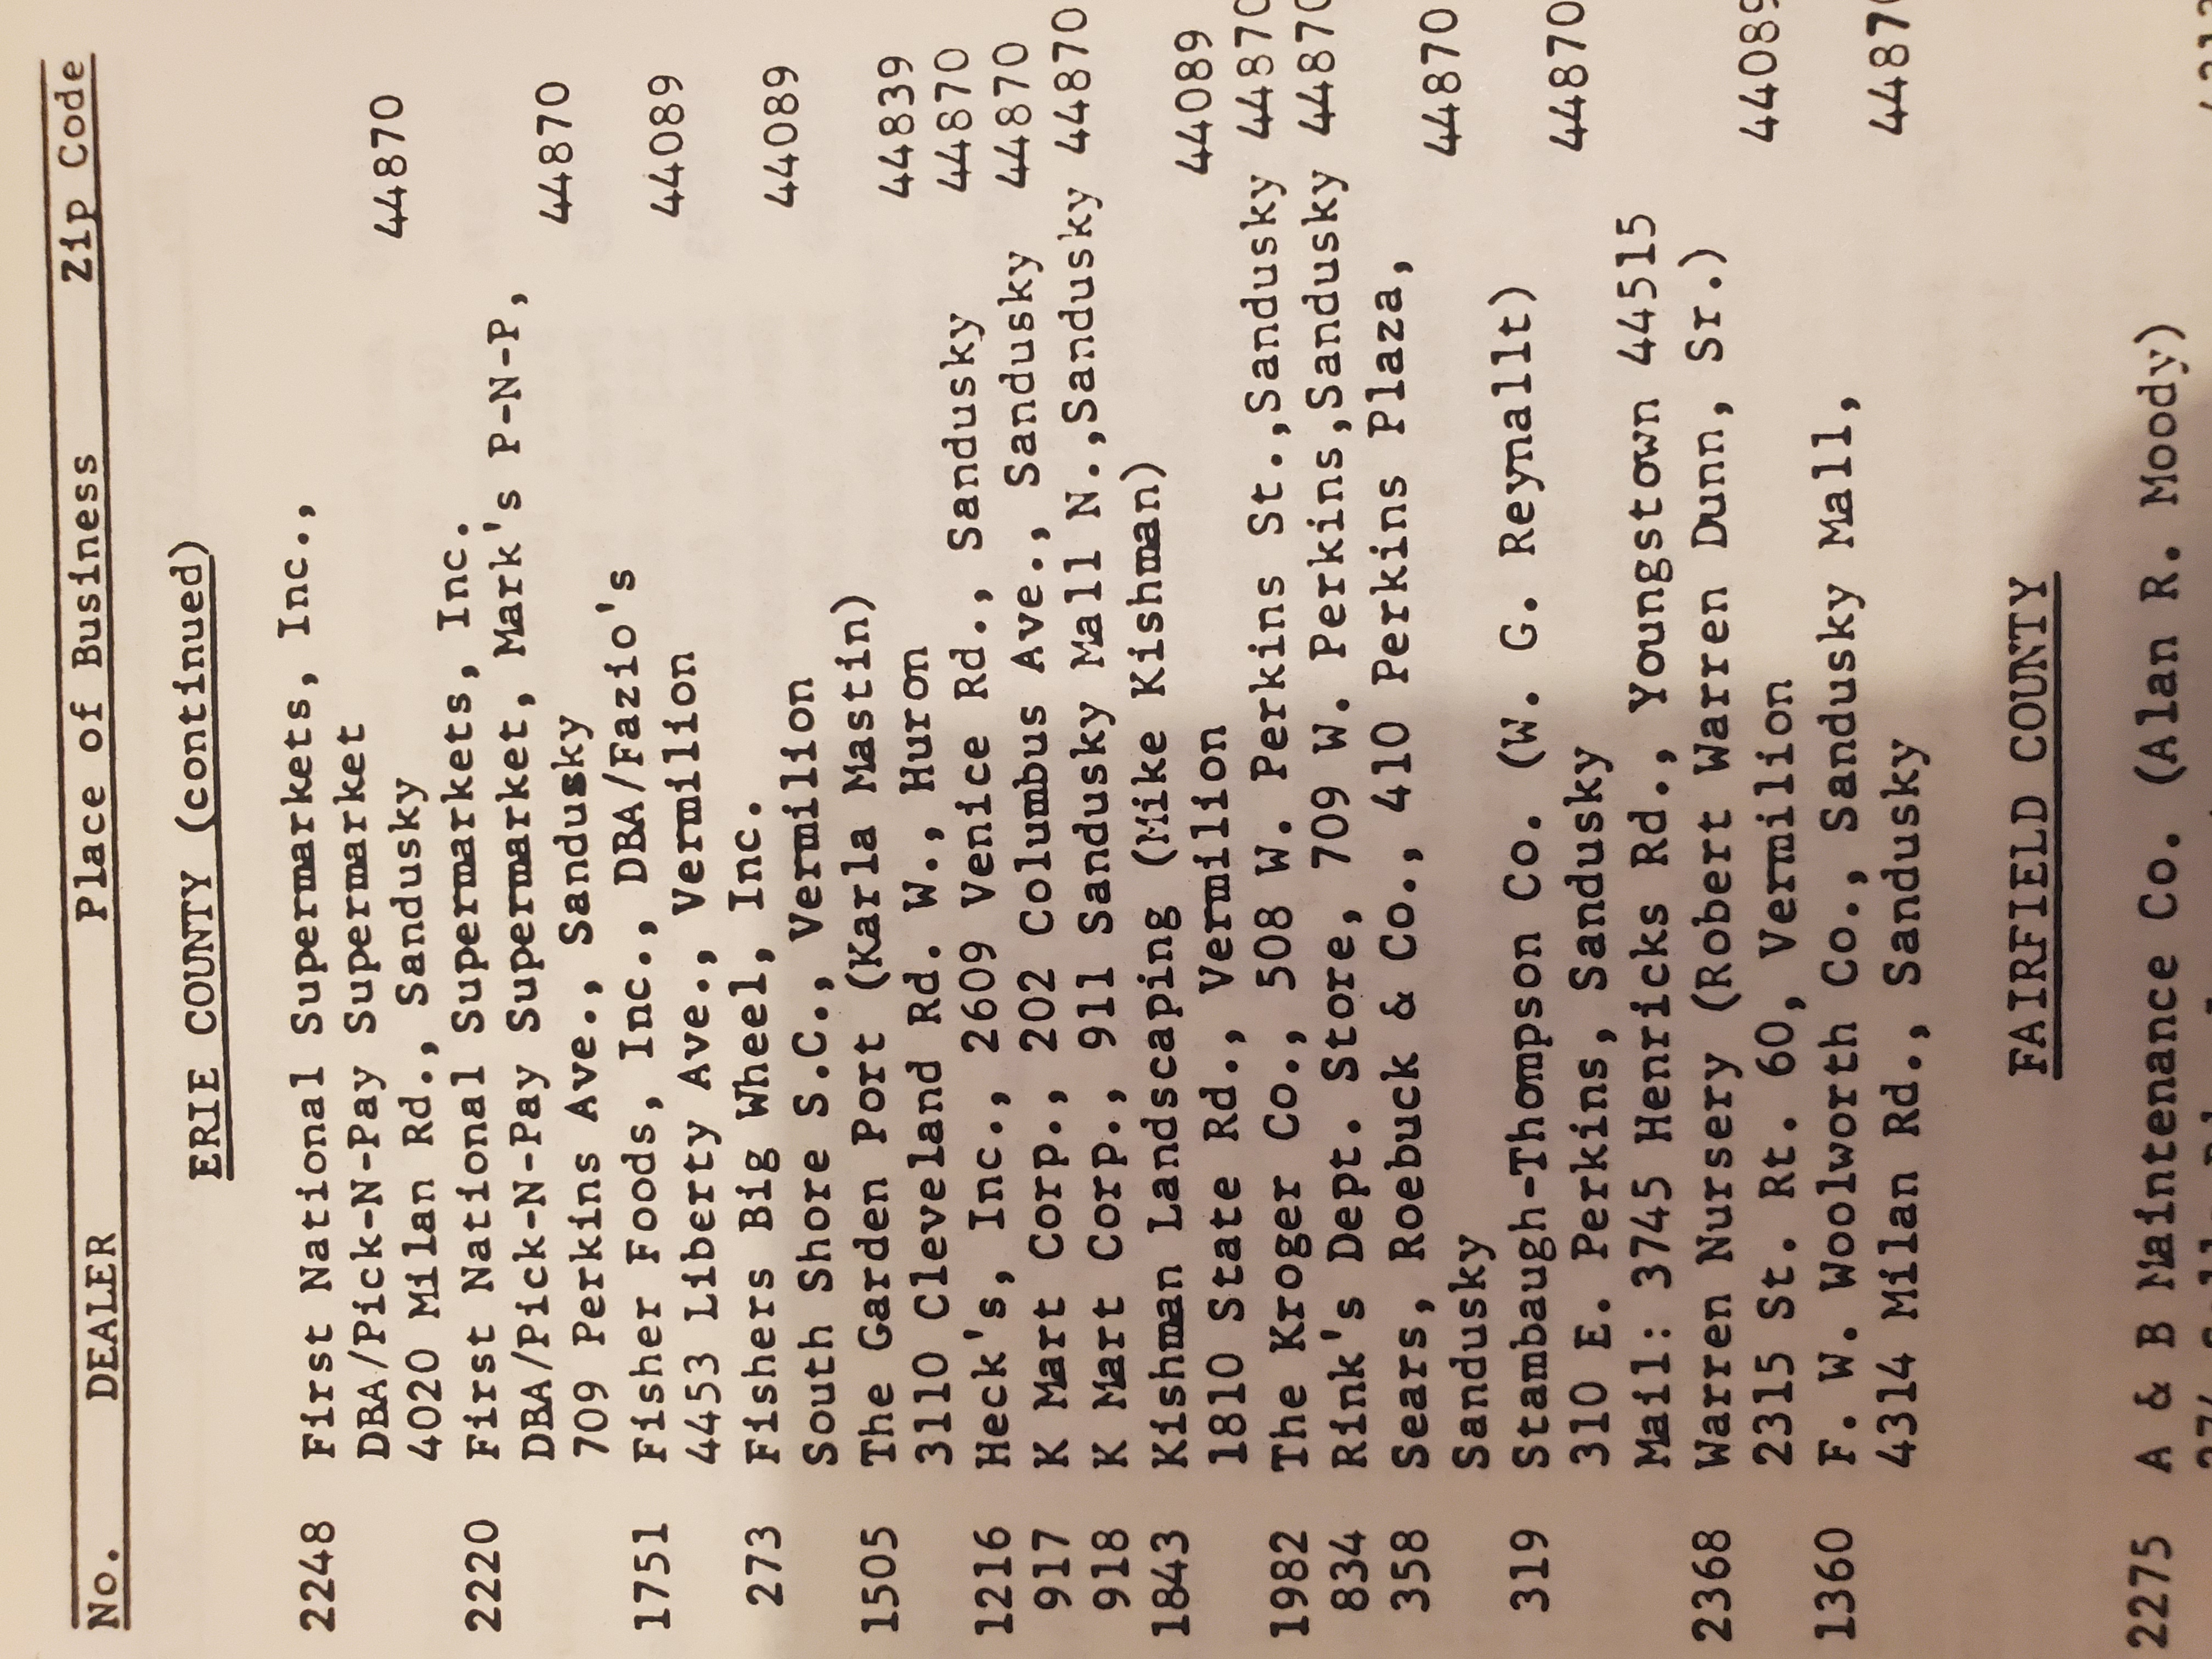 No. DEALER Place of Business Zip Code
ERIE COUNTY (continued)
2248 First National Supermarkets, Inc.,
DBA/Pick-N-Pay Supermarket
4020 Milan Rd., Sandusky 44870
2220 First National Supermarkets, Inc.
DBA/Pick-N-Pay Supermarket, Mark's P-N-P,
709 Perkins Ave., Sandusky 44870
1751 Fisher Foods, Inc., DBA/Fazio's
4453 Liberty Ave., Vermilion 44089
273 Fishers Big Wheel, Inc.
South Shore S.C., Vermilion 44089
1505 The Garden Port (Karla Mastin)
3110 Cleveland Rd. W., Huron 44839
1216 Heck's, Inc., 2609 Venice Rd., Sandusky 44870
917 K Mart Corp., 202 Columbus Ave., Sandusky 44870
918 K Mart Corp., 911 Sandusky Mall N.,Sandusky 44870
1843 Kishman Landscaping (Mike Kishman)
1810 State Rd., Vermilion 44089
1982 The Kroger Co., 508 W. Perkins St.,Sandusky 44870
834 Rink's Dept. Store, 709 W. Perkins,Sandusky 44870
358 Sears, Roebuck & Co., 410 Perkins Plaza,
Sandusky 44870
319 Stambaugh-Thompson Co. (W. G. Reynallt)
310 E. Perkins, Sandusky 44870
Mail: 3745 Henricks Rd., Youngstown 44515
2368 Warren Nursery (Robert Warren Dunn, Sr.)
2315 St. Rt. 60, Vermilion 44089
1360 F. W. Woolworth Co., Sandusky Mall,
4314 Milan Rd., Sandusky 44870
FAIRFIELD COUNTY
2275 A & B Maintenance Co. (Alan R. Moody)